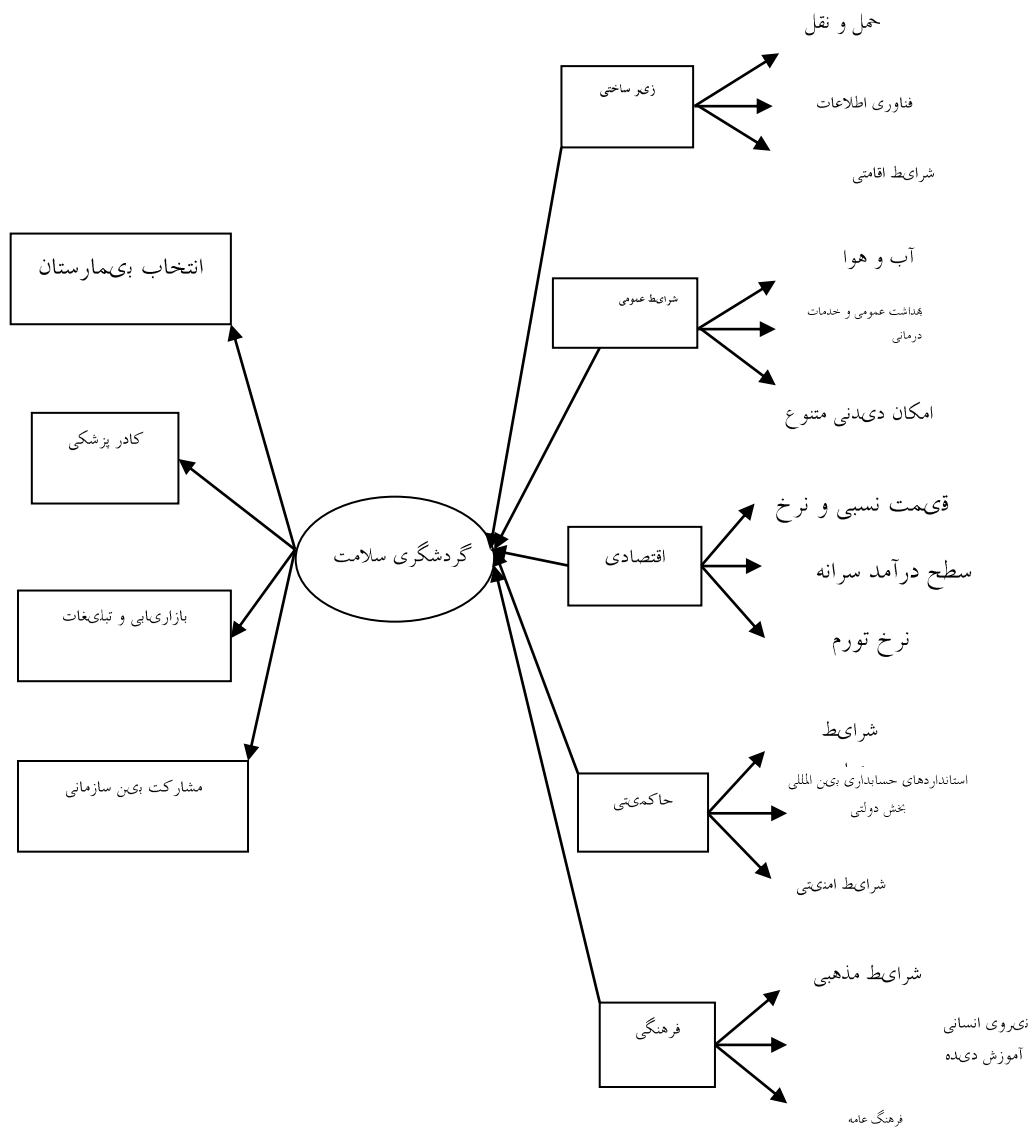 حمل و نقل
زیر ساختی
فناوری اطلاعات
شرایط اقامتی
آب و هوا
شرایط عمومی
بهداشت عمومی و خدمات
درمانی
امکان دیدنی متنوع
قیمت نسبی و نرخ
اقتصادی
سطح درآمد سرانه
نرخ تورم
شرایط
استانداردهای حسابداری بین المللی
بخش دولتی
حاکمیتی
شرایط امنیتی
شرایط مذهبی
فرهنگی
نیروی انسانی
آموزش دیده
فرهنگ عامه
گردشگری سلامت
انتخاب بیمارستان
کادر پزشکی
بازاریابی و تبلیغات
مشارکت بین سازمانی